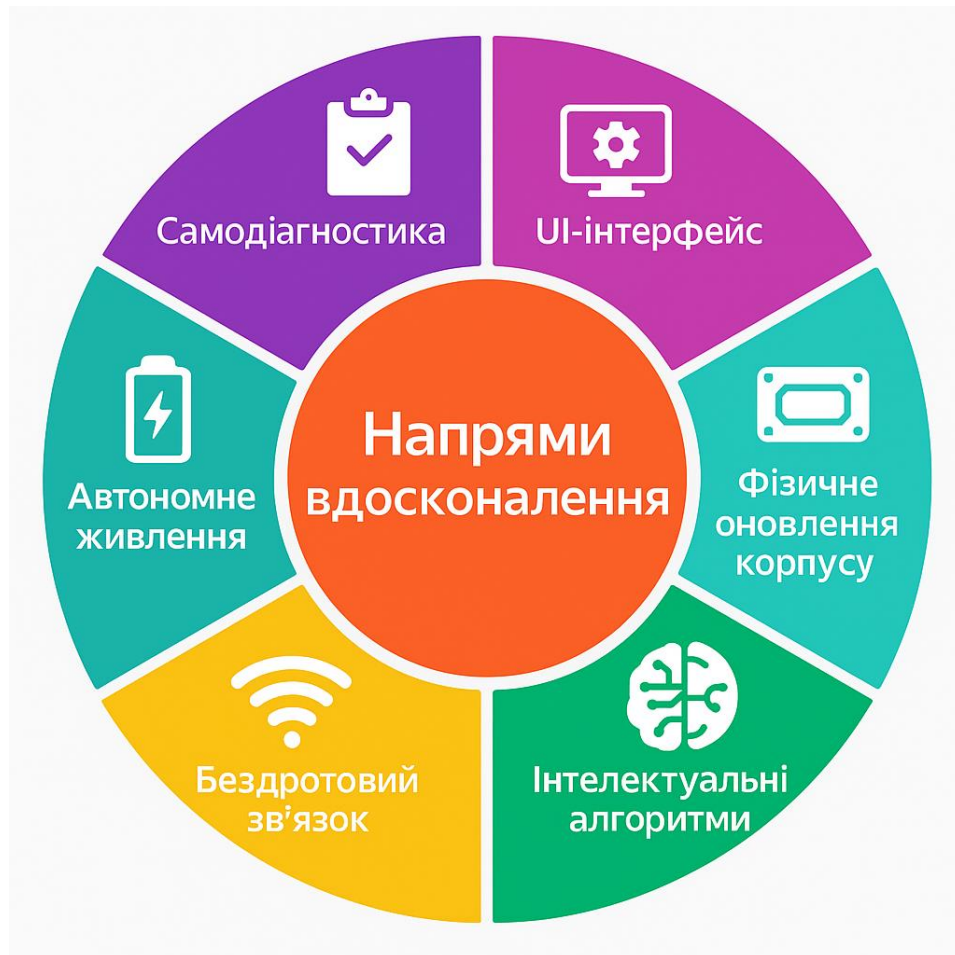 Самодіагностика
UI-інтерфейс
Автономне
живлення
Напрями
вдосконалення
Фізичне
оновлення
корпусу
Бездротовий
зв'язок
Інтелектуальні
алгоритми